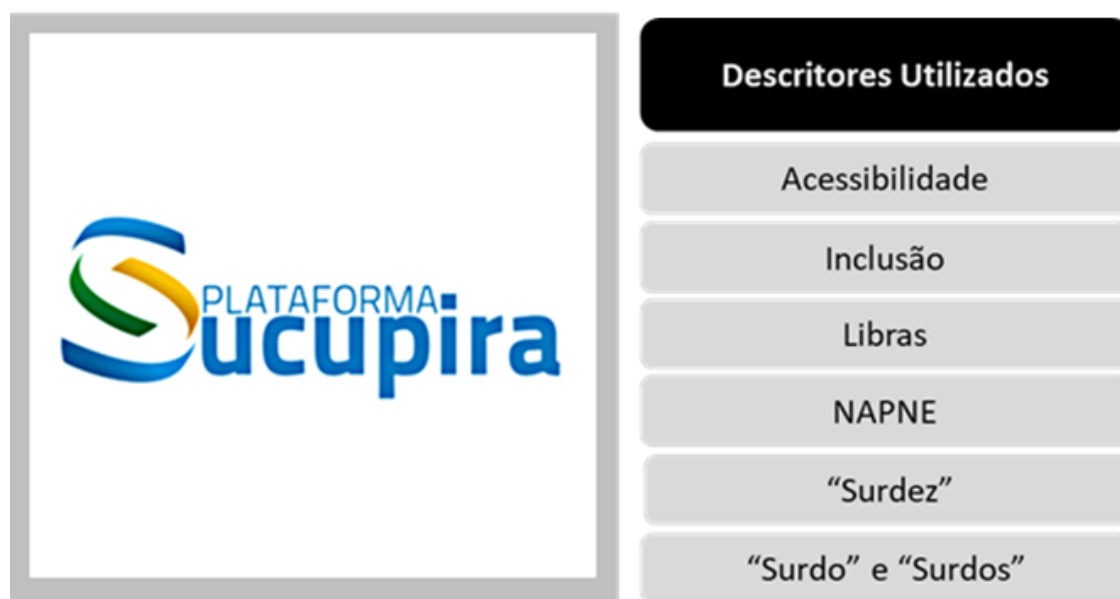 PLATAFORMA
Sucupira
Descritores Utilizados
Acessibilidade
Inclusão
Libras
NAPNE
“Surdez”
“Surdo” e “Surdos”